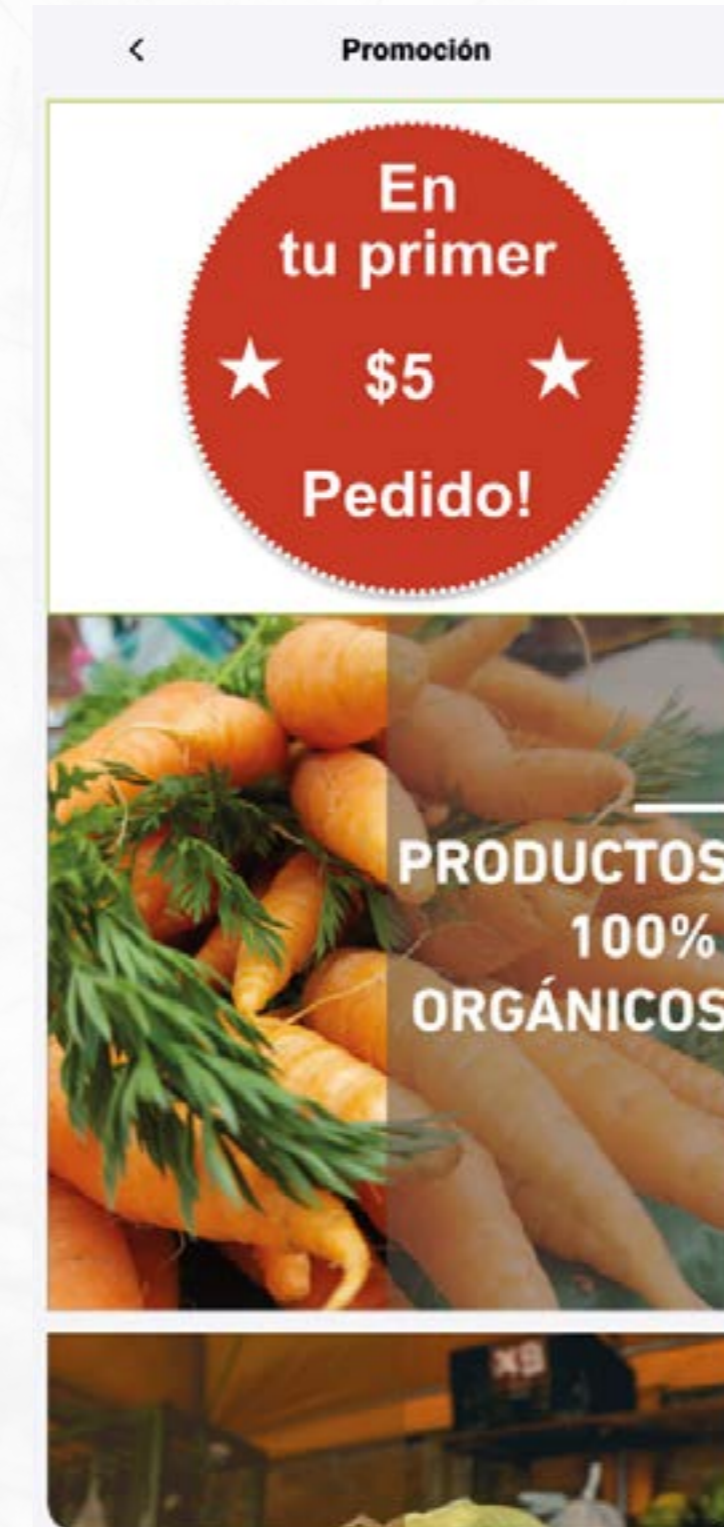 Promoción
En
tu primer
$5
Pedido!
PRODUCTOS
100%
ORGÁNICOS